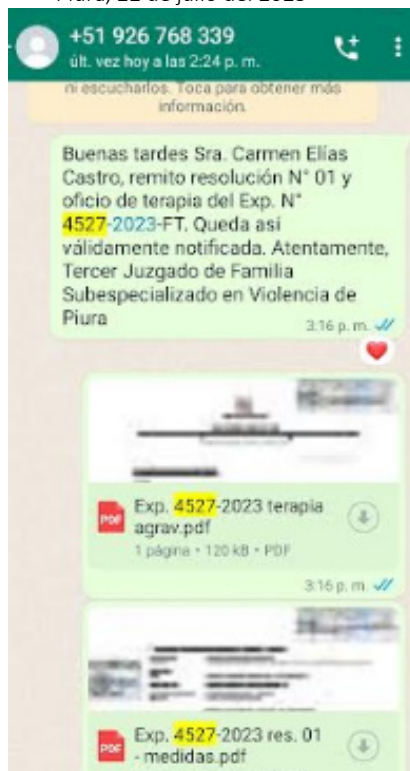 Piura, 22 de julio del 2023
+51 926 768 339
últ. vez hoy a las 2:24 p. m.
ni escucharlos. Toca para obtener más
información.
Buenas tardes Sra. Carmen Elías
Castro, remito resolución N° 01 y
oficio de terapia del Exp. N°
4527-2023-FT. Queda así
válidamente notificada. Atentamente,
Tercer Juzgado de Familia
Subespecializado en Violencia de
Piura
3:16 p. m.
PDF
Exp. 4527-2023 terapia
agrav.pdf
1 página • 120 kB • PDF
3:16 p. m.
PDF
Exp. 4527-2023 res. 01
- medidas.pdf